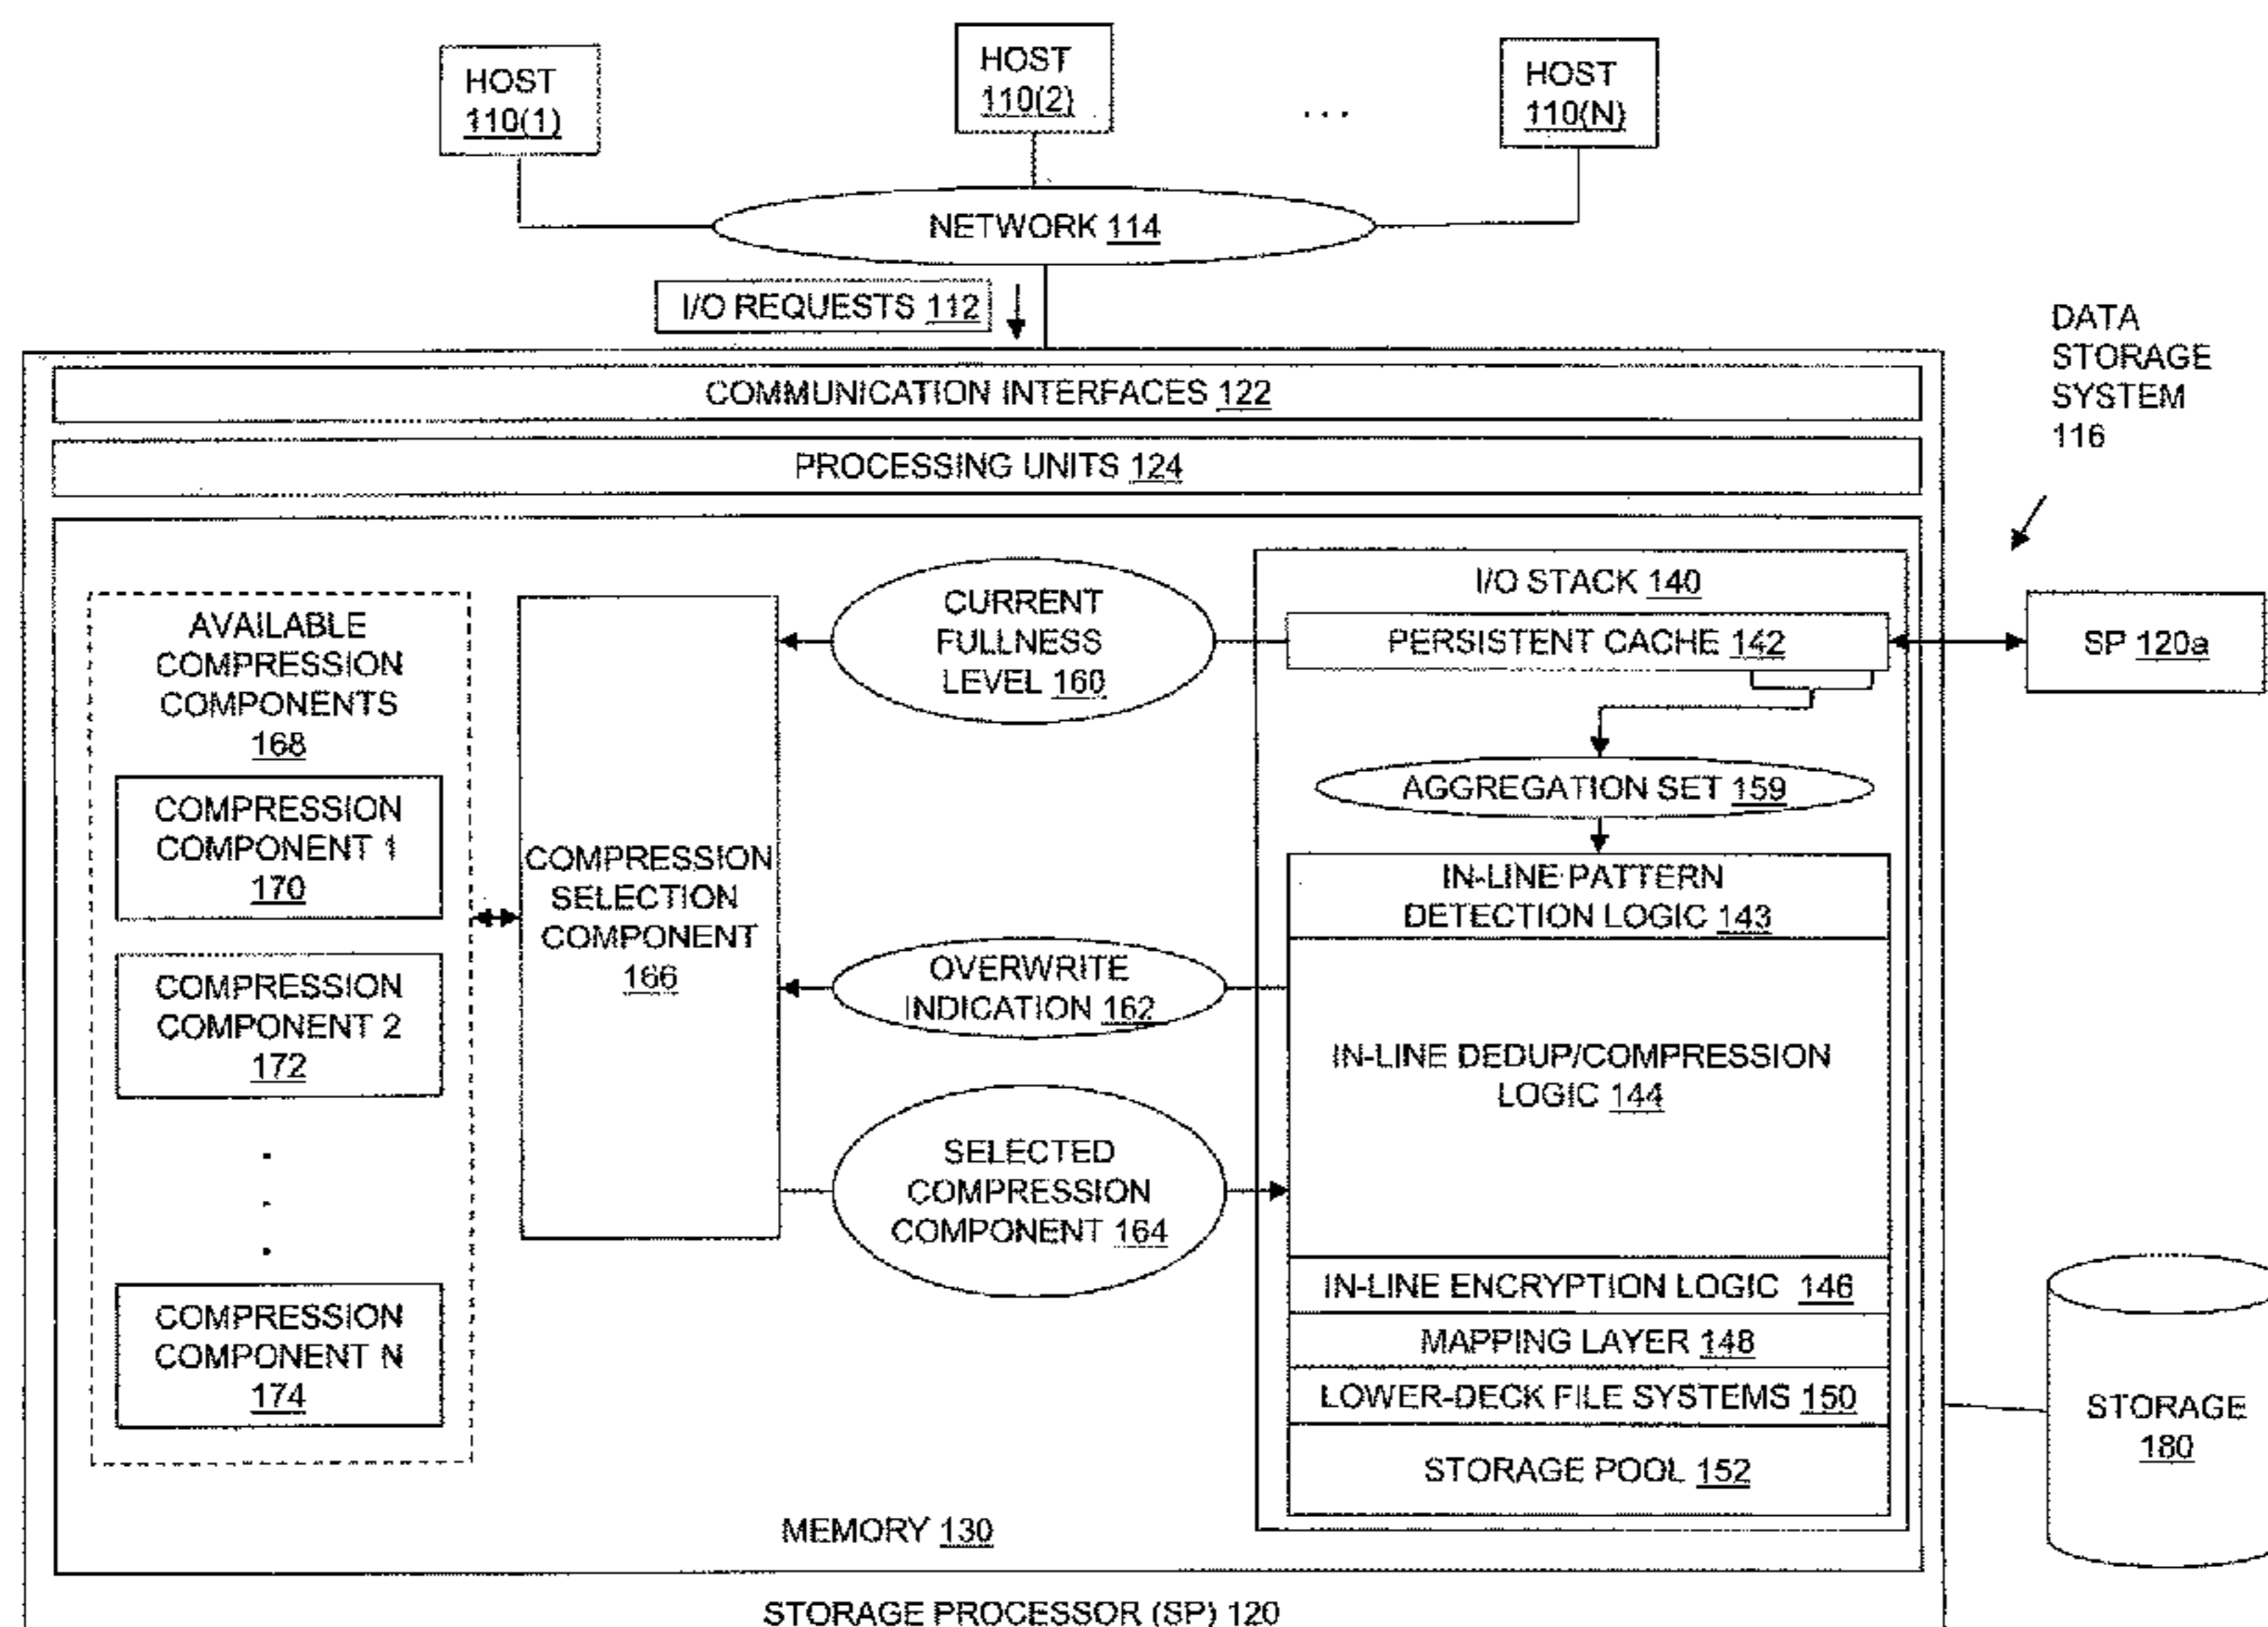 HOST
110(1)
HOST
110(2)
...
HOST
110(N)
NETWORK 114
I/O REQUESTS 112
DATA
STORAGE
SYSTEM
116
COMMUNICATION INTERFACES 122
PROCESSING UNITS 124
AVAILABLE
COMPRESSION
COMPONENTS
168
COMPRESSION
COMPONENT 1
170
COMPRESSION
COMPONENT 2
172
COMPRESSION
COMPONENT N
174
COMPRESSION
SELECTION
COMPONENT
166
CURRENT
FULLNESS
LEVEL 160
OVERWRITE
INDICATION 162
SELECTED
COMPRESSION
COMPONENT 164
I/O STACK 140
PERSISTENT CACHE 142
AGGREGATION SET 159
IN-LINE PATTERN
DETECTION LOGIC 143
IN-LINE DEDUP/COMPRESSION
LOGIC 144
IN-LINE ENCRYPTION LOGIC 146
MAPPING LAYER 148
LOWER-DECK FILE SYSTEMS 150
STORAGE POOL 152
SP 120a
STORAGE
180
MEMORY 130
STORAGE PROCESSOR (SP) 120